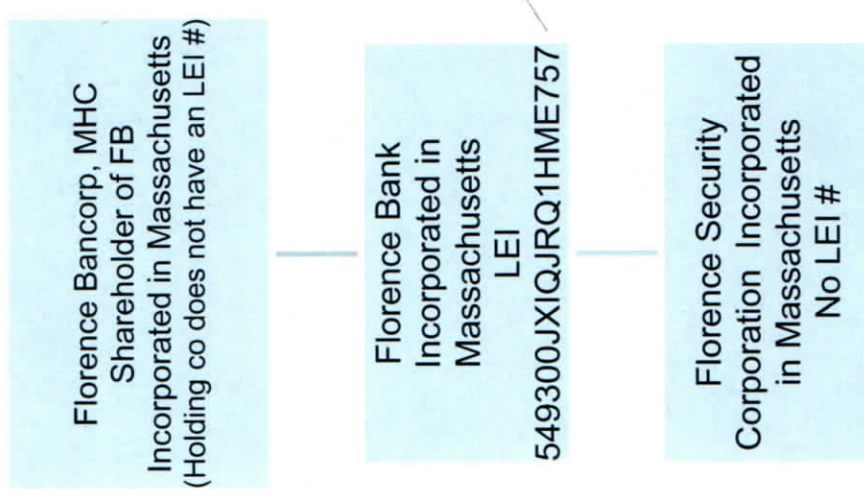 Florence Bancorp, MHC
Shareholder of FB
Incorporated in Massachusetts
(Holding co does not have an LEI #)
Florence Bank
Incorporated in
Massachusetts
LEI
549300JXIQJRQ1HME757
Florence Security
Corporation Incorporated
in Massachusetts
No LEI #